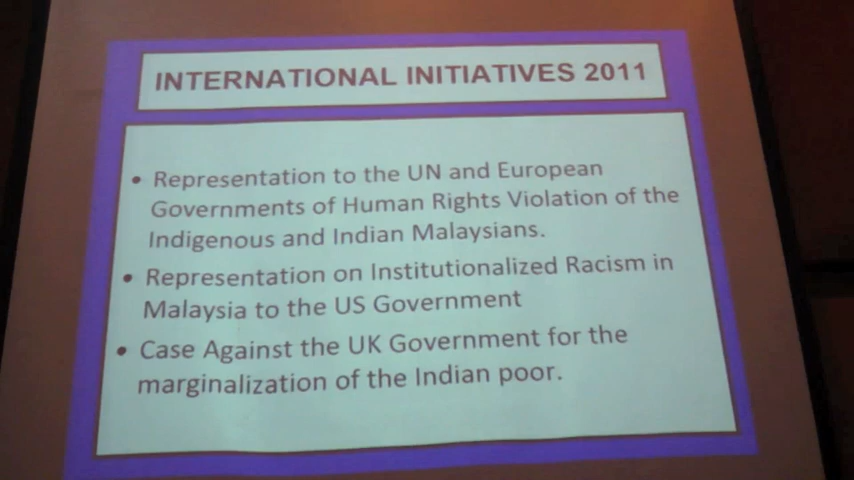 INTERNATIONAL INITIATIVES 2011
• Representation to the UN and European
Governments of Human Rights Violation of the
Indigenous and Indian Malaysians.
• Representation on Institutionalized Racism in
Malaysia to the US Government
• Case Against the UK Government for the
marginalization of the Indian poor.